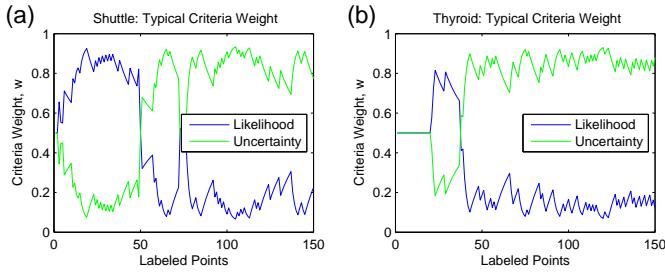 (a)
Shuttle: Typical Criteria Weight
Criteria Weight, w
1
0.8
0.6
0.4
0.2
0
0
50
100
150
Labeled Points
Likelihood
Uncertainty
(b)
Thyroid: Typical Criteria Weight
Criteria Weight, w
1
0.8
0.6
0.4
0.2
0
0
50
100
150
Labeled Points
Likelihood
Uncertainty